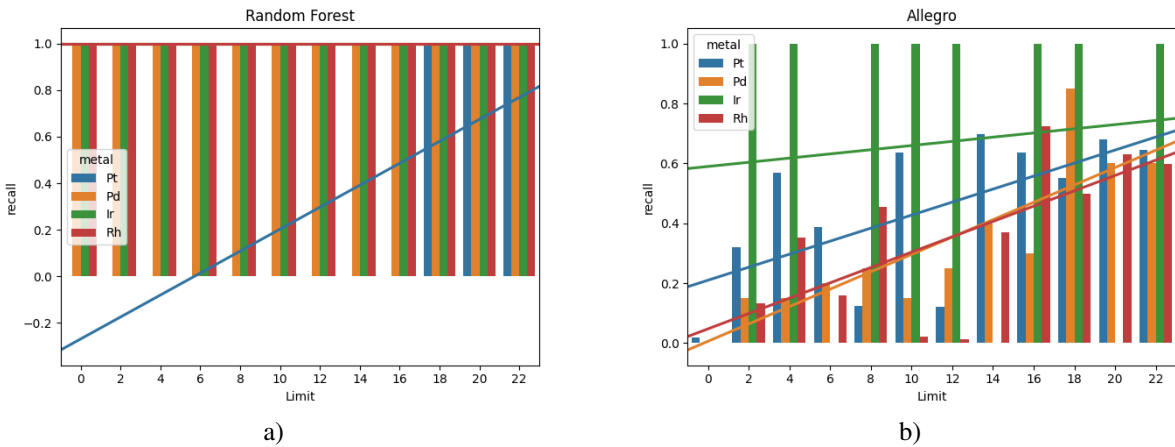 Random Forest
1.0
0.8
0.6
0.4
0.2
0.0
−0.2
recall
metal
Pt
Pd
Ir
Rh
0 2 4 6 8 10 12 14 16 18 20 22
Limit
a)
Allegro
1.0
0.8
0.6
0.4
0.2
0.0
recall
metal
Pt
Pd
Ir
Rh
0 2 4 6 8 10 12 14 16 18 20 22
Limit
b)